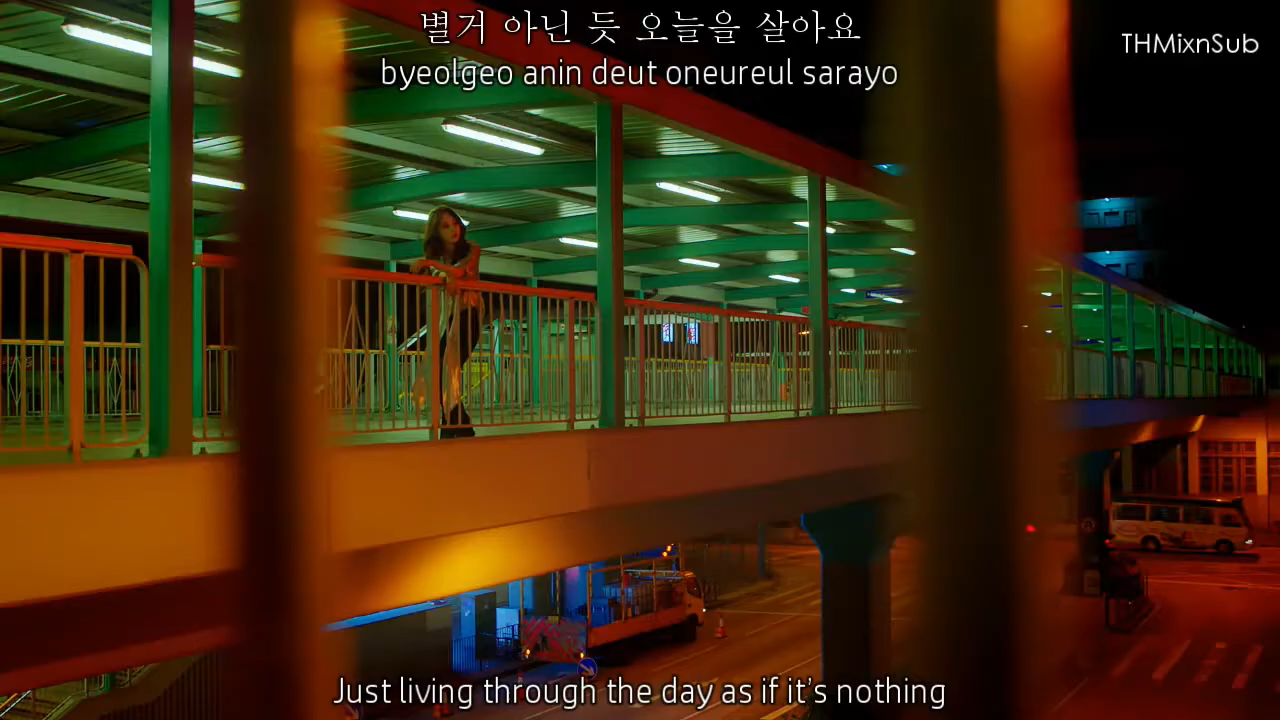 별거 아닌 듯 오늘을 살아요
THMixnSub
byeolgeo anin deut oneureul sarayo
Just living through the day as if it's nothing